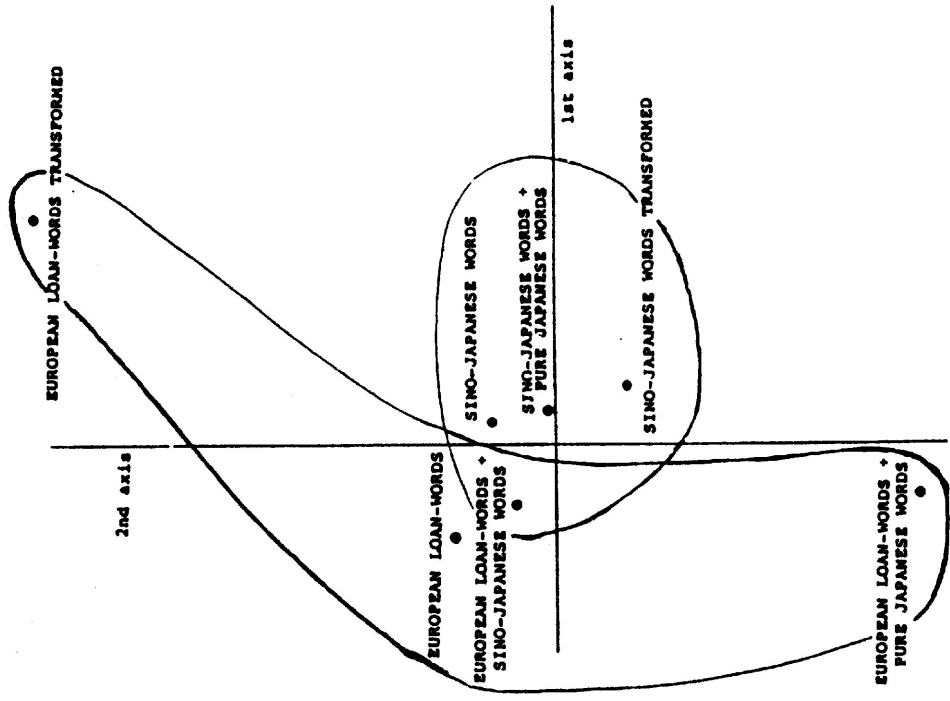 EUROPEAN LOAN-WORDS TRANSFORMED
2nd axis
EUROPEAN LOAN-WORDS
SINO-JAPANESE WORDS
EUROPEAN LOAN-WORDS +
SINO-JAPANESE WORDS
SINO-JAPANESE WORDS +
PURE JAPANESE WORDS
1st axis
SINO-JAPANESE WORDS TRANSFORMED
EUROPEAN LOAN-WORDS +
PURE JAPANESE WORDS